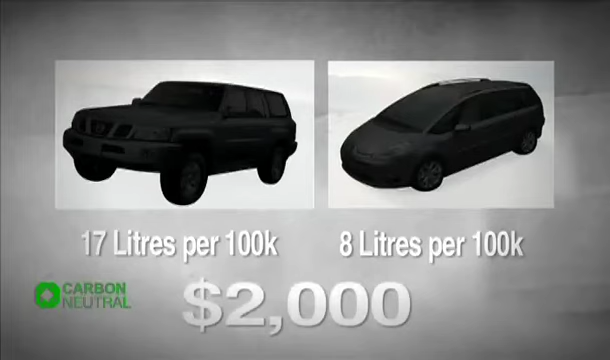 17 Litres per 100k
8 Litres per 100k
CARBON
NEUTRAL
$2,000